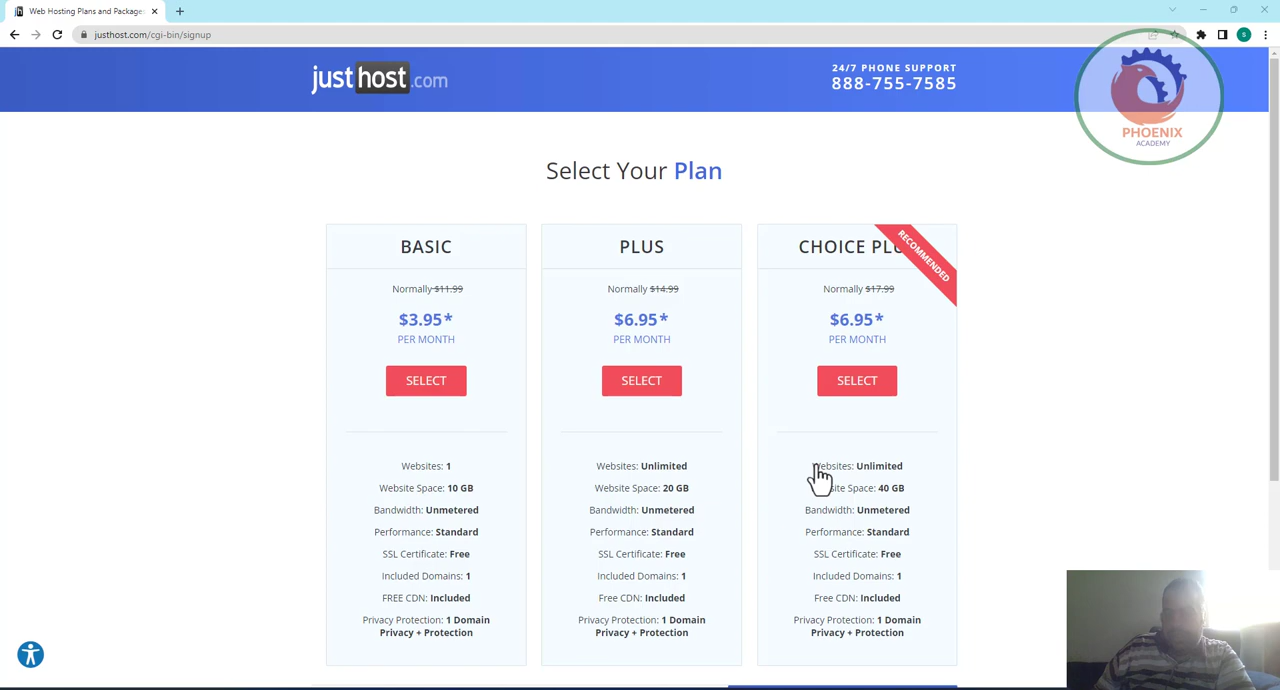 Web Hosting Plans and Package
justhost.com/cgi-bin/signup
S
justhost.com
24/7 PHONE SUPPORT
888-755-7585
PHOENIX
ACADEMY
Select Your Plan
BASIC
Normally $11.99
$3.95*
PER MONTH
SELECT
Websites: 1
Website Space: 10 GB
Bandwidth: Unmetered
Performance: Standard
SSL Certificate: Free
Included Domains: 1
FREE CDN: Included
Privacy Protection: 1 Domain
Privacy + Protection
PLUS
Normally $14.99
$6.95*
PER MONTH
SELECT
Websites: Unlimited
Website Space: 20 GB
Bandwidth: Unmetered
Performance: Standard
SSL Certificate: Free
Included Domains: 1
Free CDN: Included
Privacy Protection: 1 Domain
Privacy + Protection
CHOICE PLU
RECOMMENDED
Normally $17.99
$6.95*
PER MONTH
SELECT
Websites: Unlimited
Space: 40 GB
Bandwidth: Unmetered
Performance: Standard
SSL Certificate: Free
Included Domains: 1
Free CDN: Included
Privacy Protection: 1 Domain
Privacy + Protection